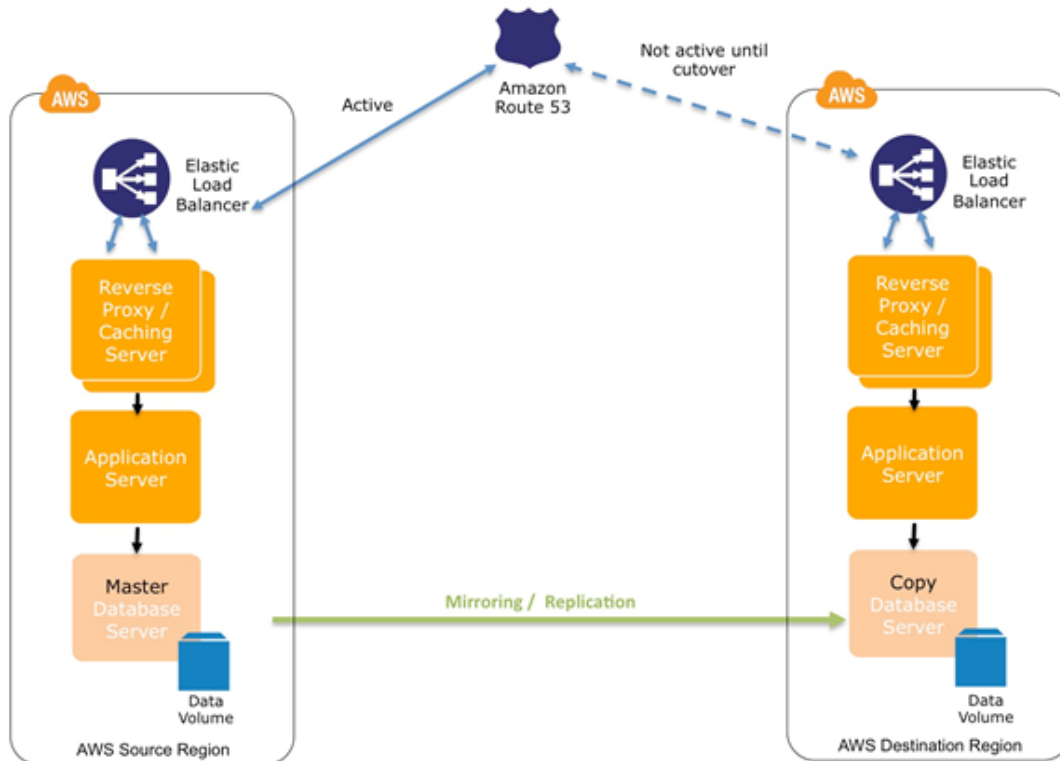 Amazon
Route 53
Active
Not active until
cutover
AWS
Elastic
Load
Balancer
Reverse
Proxy /
Caching
Server
Application
Server
Master
Database
Server
Data
Volume
AWS Source Region
Mirroring / Replication
AWS
Elastic
Load
Balancer
Reverse
Proxy /
Caching
Server
Application
Server
Copy
Database
Server
Data
Volume
AWS Destination Region